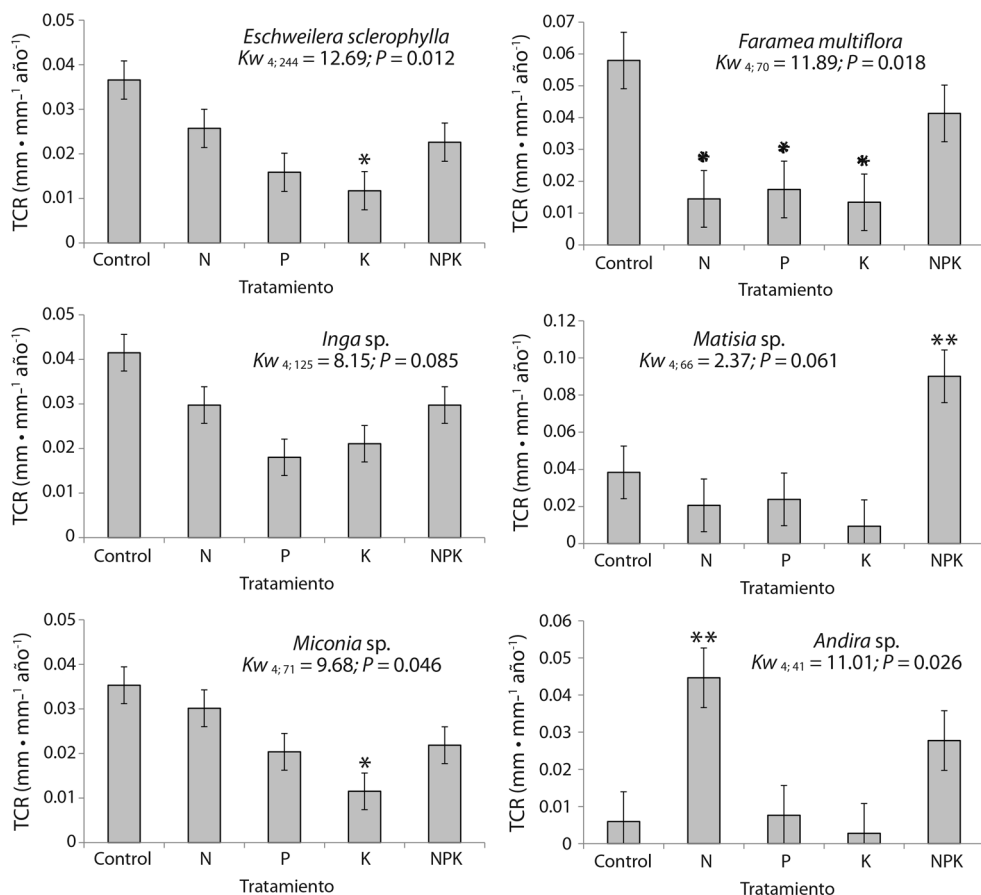 Eschweilera sclerophylla
Kw 4; 244 = 12.69; P = 0.012
TCR (mm • mm-¹ año-¹)
0.05
0.04
0.03
0.02
0.01
0
*
Control N P K NPK
Tratamiento
Faramea multiflora
Kw 4; 70 = 11.89; P = 0.018
TCR (mm • mm-¹ año-¹)
0.07
0.06
0.05
0.04
0.03
0.02
0.01
0
* * *
Control N P K NPK
Tratamiento
Inga sp.
Kw 4; 125 = 8.15; P = 0.085
TCR (mm • mm-¹ año-¹)
0.05
0.04
0.03
0.02
0.01
0
Control N P K NPK
Tratamiento
Matisia sp.
Kw 4; 66 = 2.37; P = 0.061
TCR (mm • mm-¹ año-¹)
0.12
0.10
0.08
0.06
0.04
0.02
0
**
Control N P K NPK
Tratamiento
Miconia sp.
Kw 4; 71 = 9.68; P = 0.046
TCR (mm • mm-¹ año-¹)
0.05
0.04
0.03
0.02
0.01
0
*
Control N P K NPK
Tratamiento
Andira sp.
Kw 4; 41 = 11.01; P = 0.026
TCR (mm • mm-¹ año-¹)
0.06
0.05
0.04
0.03
0.02
0.01
0
**
Control N P K NPK
Tratamiento